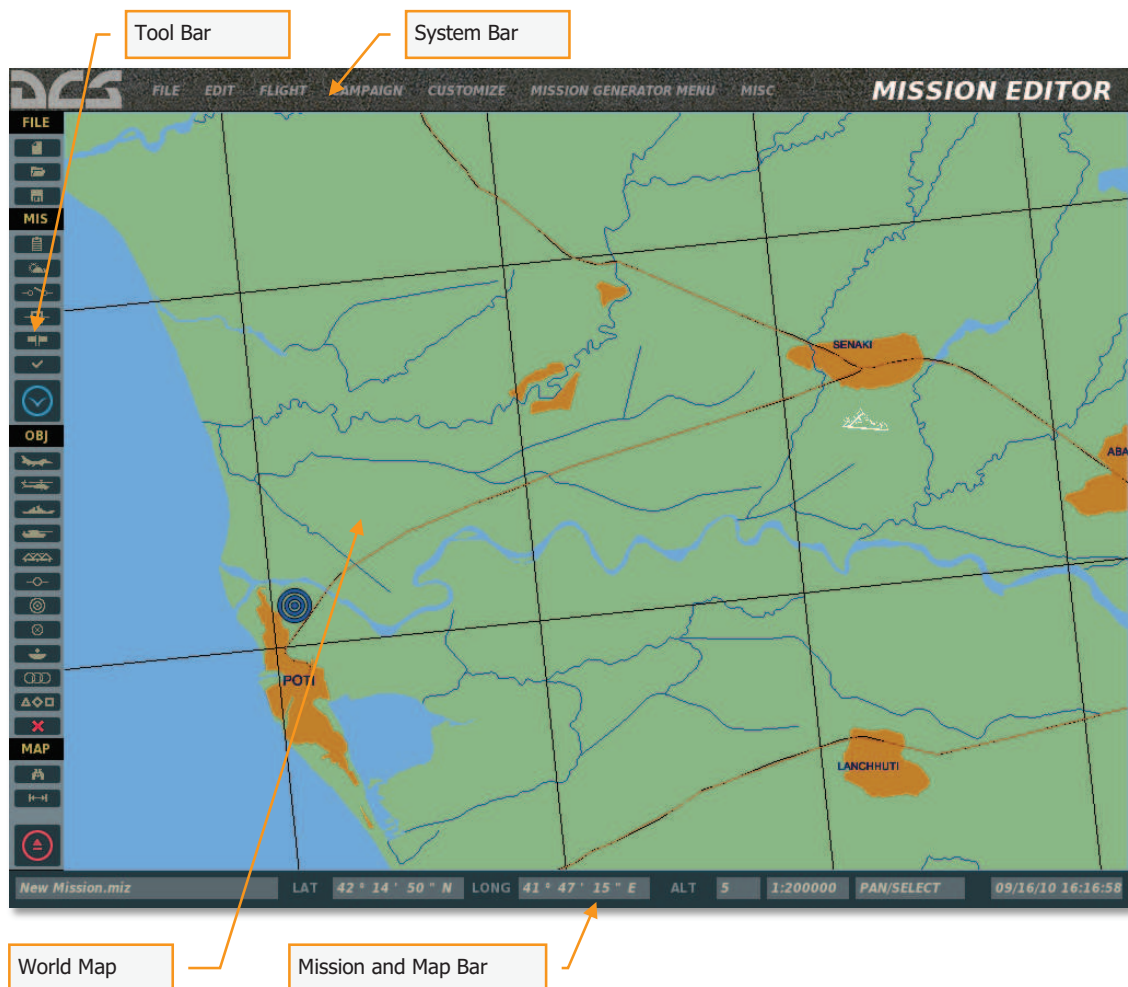 Tool Bar
System Bar
DCS
FILE EDIT FLIGHT CAMPAIGN CUSTOMIZE MISSION GENERATOR MENU MISC
MISSION EDITOR
FILE
MIS
OBJ
MAP
SENAKI
ABA
POTI
LANCHHUTI
New Mission.miz LAT 42 ° 14 ' 50 " N LONG 41 ° 47 ' 15 " E ALT 5 1:200000 PAN/SELECT 09/16/10 16:16:58
World Map
Mission and Map Bar